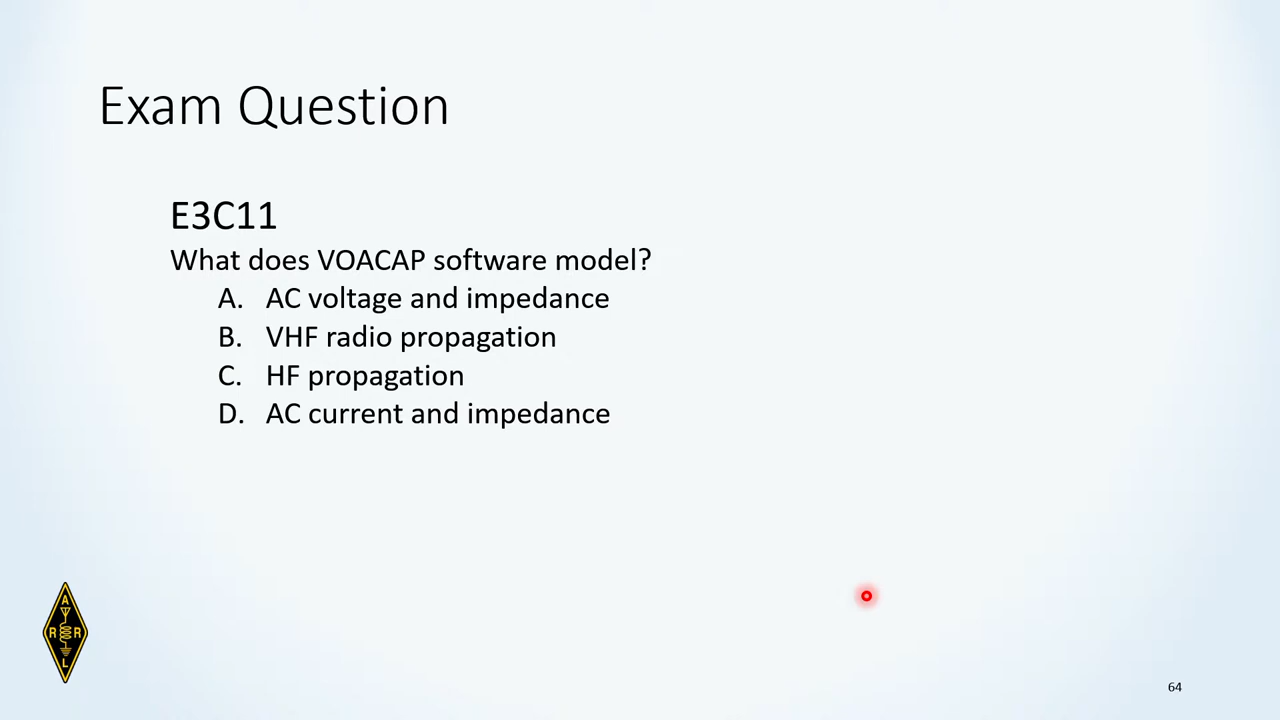 Exam Question
E3C11
What does VOACAP software model?
A. AC voltage and impedance
B. VHF radio propagation
C. HF propagation
D. AC current and impedance
A
R R
L
64